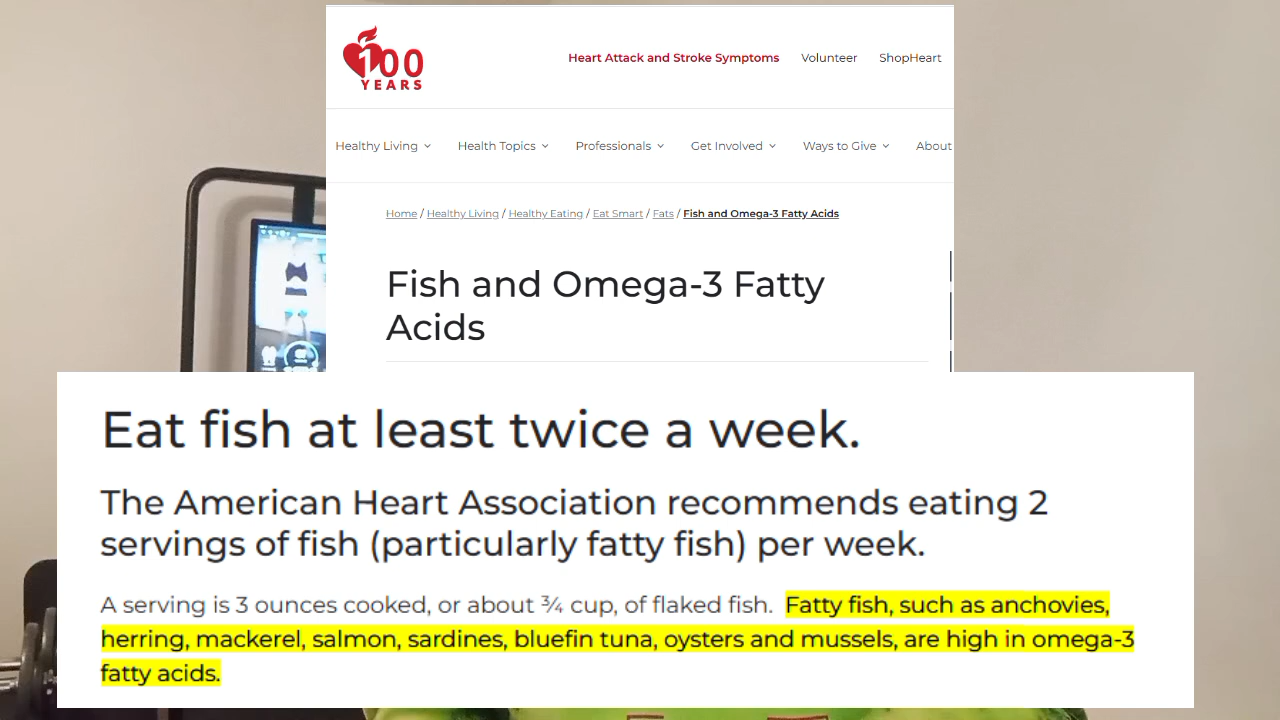 100
YEARS
Heart Attack and Stroke Symptoms Volunteer ShopHeart
Healthy Living Health Topics Professionals Get Involved Ways to Give About
Home / Healthy Living / Healthy Eating / Eat Smart / Fats / Fish and Omega-3 Fatty Acids
Fish and Omega-3 Fatty
Acids
Eat fish at least twice a week.
The American Heart Association recommends eating 2
servings of fish (particularly fatty fish) per week.
A serving is 3 ounces cooked, or about ¾ cup, of flaked fish. Fatty fish, such as anchovies,
herring, mackerel, salmon, sardines, bluefin tuna, oysters and mussels, are high in omega-3
fatty acids.